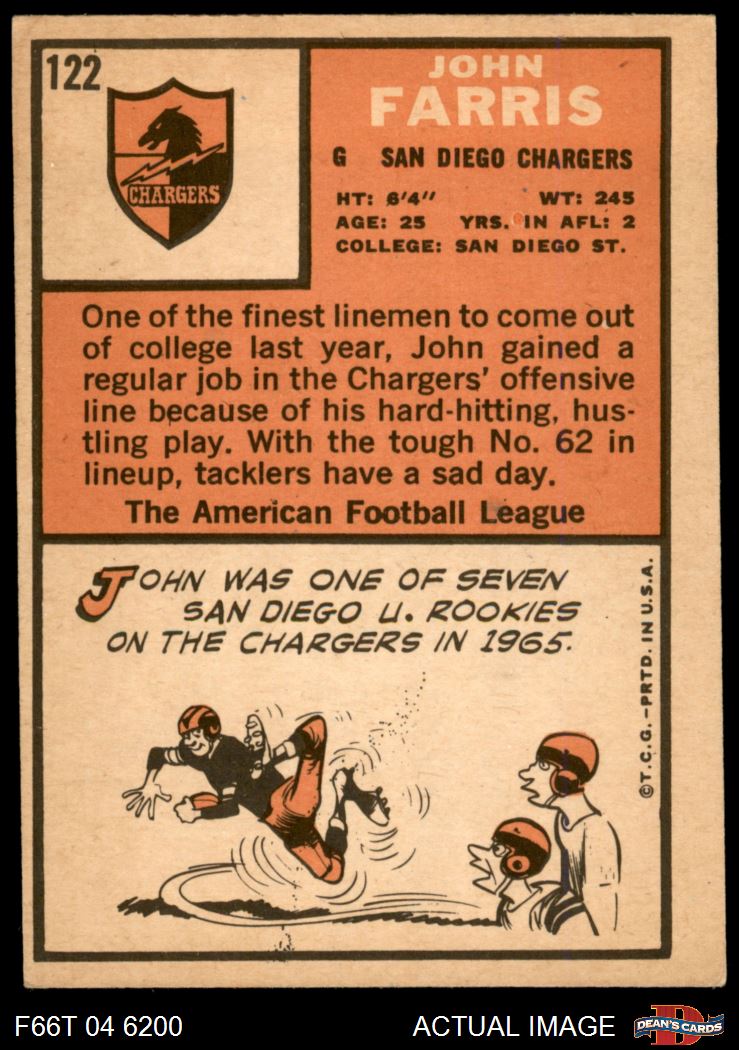 122
CHARGERS
JOHN
FARRIS
G SAN DIEGO CHARGERS
HT: 6'4" WT: 245
AGE: 25 YRS. IN AFL: 2
COLLEGE: SAN DIEGO ST.
One of the finest linemen to come out
of college last year, John gained a
regular job in the Chargers' offensive
line because of his hard-hitting, hus-
tling play. With the tough No. 62 in
lineup, tacklers have a sad day.
The American Football League
JOHN WAS ONE OF SEVEN
SAN DIEGO U. ROOKIES
ON THE CHARGERS IN 1965.
©T.C.G.-PRTD. IN U.S.A.
F66T 04 6200
ACTUAL IMAGE
D
DEAN'S CARDS